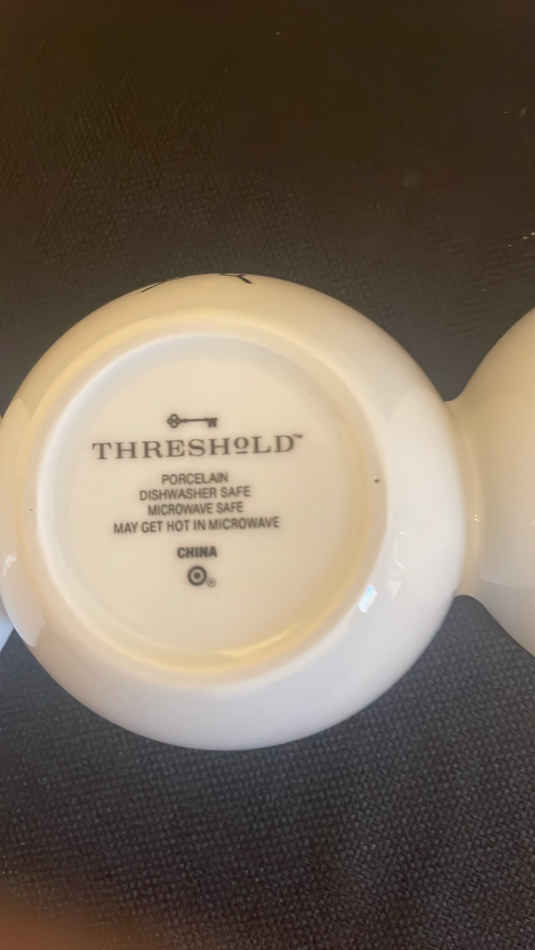 THRESHOLD™
PORCELAIN
DISHWASHER SAFE
MICROWAVE SAFE
MAY GET HOT IN MICROWAVE
CHINA
®